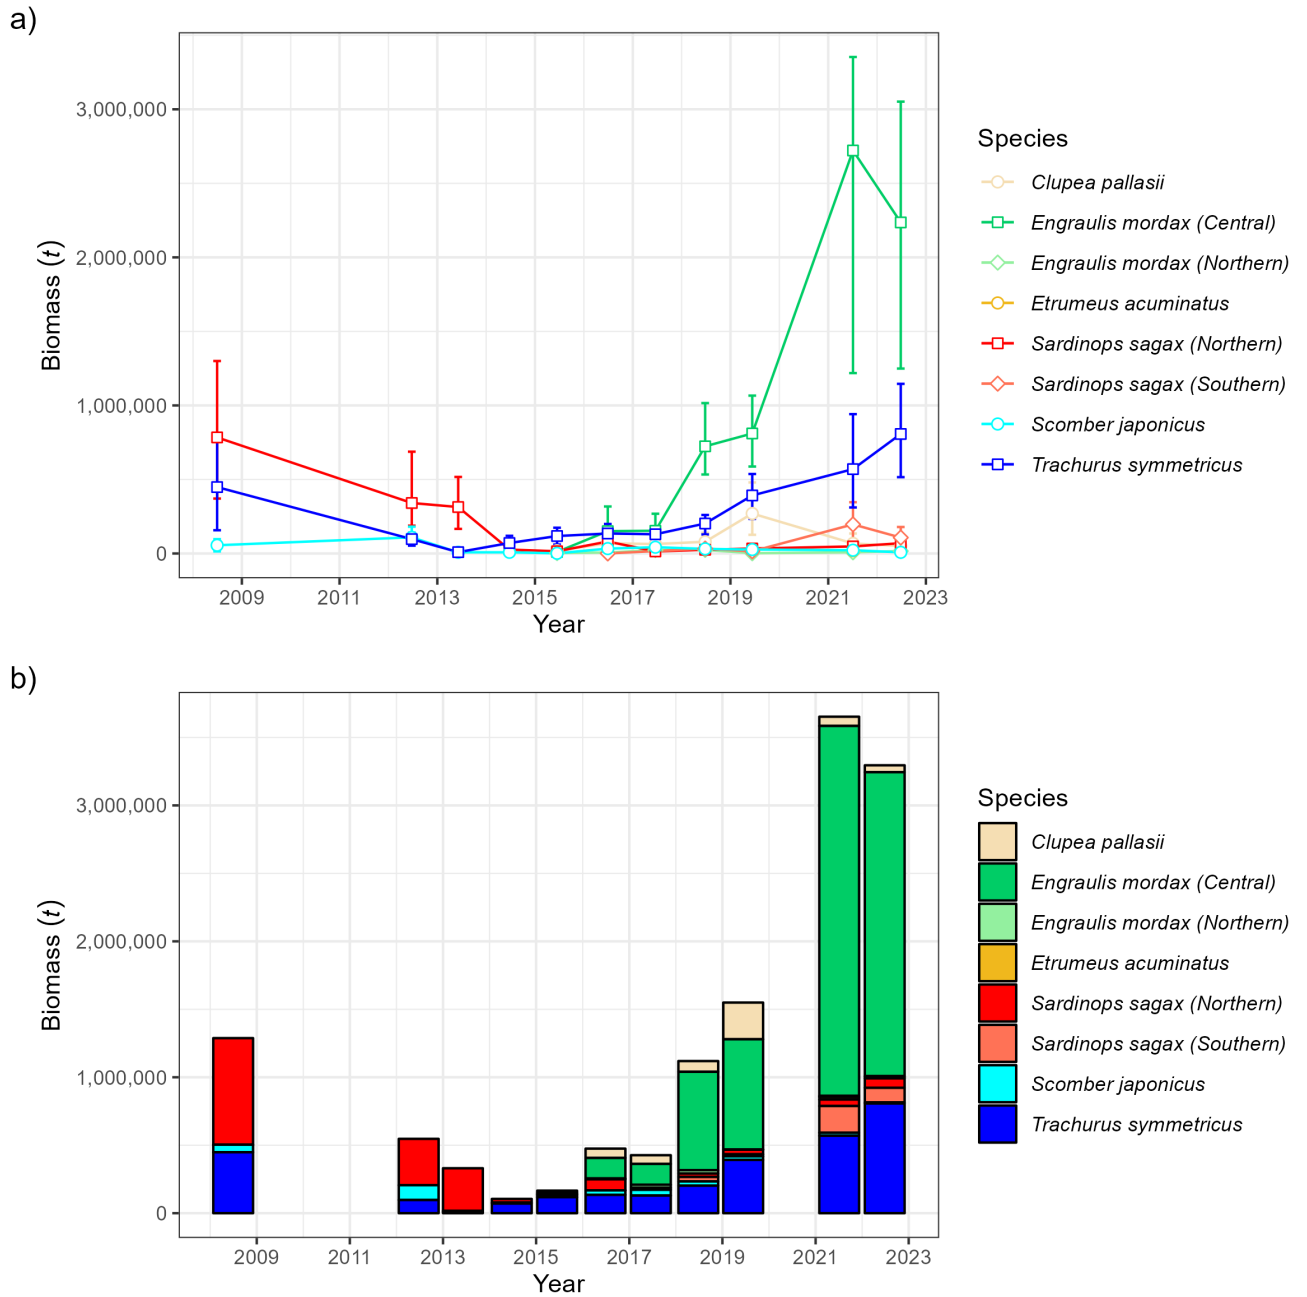 a)
3,000,000
2,000,000
1,000,000
0
Biomass (t)
2009 2011 2013 2015 2017 2019 2021 2023
Year
Species
Clupea pallasii
Engraulis mordax (Central)
Engraulis mordax (Northern)
Etrumeus acuminatus
Sardinops sagax (Northern)
Sardinops sagax (Southern)
Scomber japonicus
Trachurus symmetricus
b)
3,000,000
2,000,000
1,000,000
0
Biomass (t)
2009 2011 2013 2015 2017 2019 2021 2023
Year
Species
Clupea pallasii
Engraulis mordax (Central)
Engraulis mordax (Northern)
Etrumeus acuminatus
Sardinops sagax (Northern)
Sardinops sagax (Southern)
Scomber japonicus
Trachurus symmetricus